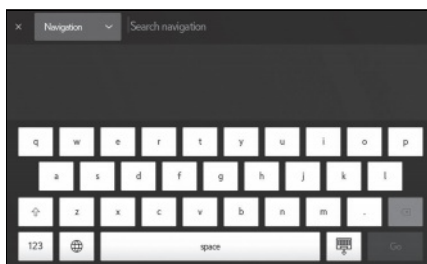 × Navigation Search navigation
q w e r t y u i o p
a s d f g h j k l
z x c v b n m .
123 space Go